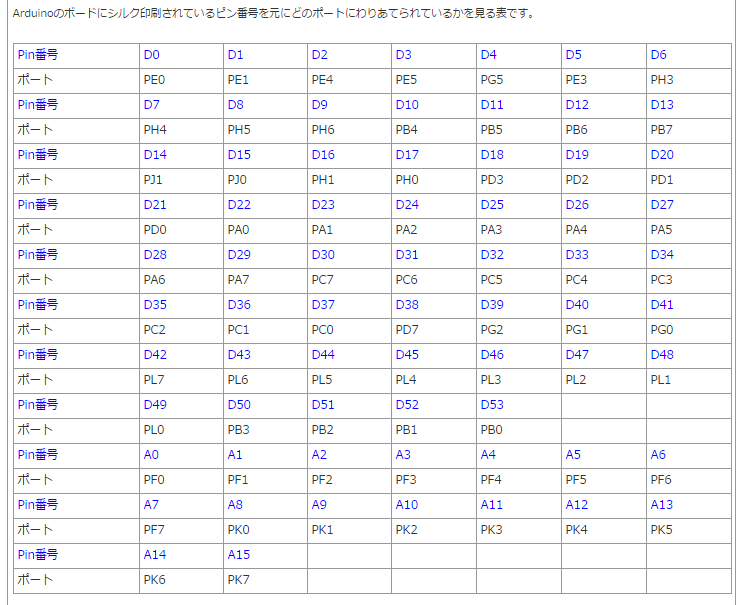 Arduinoのボードにシルク印刷されているピン番号を元にどのポートにわりあてられているかを見る表です。
Pin番号 D0 D1 D2 D3 D4 D5 D6
ポート PE0 PE1 PE4 PE5 PG5 PE3 PH3
Pin番号 D7 D8 D9 D10 D11 D12 D13
ポート PH4 PH5 PH6 PB4 PB5 PB6 PB7
Pin番号 D14 D15 D16 D17 D18 D19 D20
ポート PJ1 PJ0 PH1 PH0 PD3 PD2 PD1
Pin番号 D21 D22 D23 D24 D25 D26 D27
ポート PD0 PA0 PA1 PA2 PA3 PA4 PA5
Pin番号 D28 D29 D30 D31 D32 D33 D34
ポート PA6 PA7 PC7 PC6 PC5 PC4 PC3
Pin番号 D35 D36 D37 D38 D39 D40 D41
ポート PC2 PC1 PC0 PD7 PG2 PG1 PG0
Pin番号 D42 D43 D44 D45 D46 D47 D48
ポート PL7 PL6 PL5 PL4 PL3 PL2 PL1
Pin番号 D49 D50 D51 D52 D53
ポート PL0 PB3 PB2 PB1 PB0
Pin番号 A0 A1 A2 A3 A4 A5 A6
ポート PF0 PF1 PF2 PF3 PF4 PF5 PF6
Pin番号 A7 A8 A9 A10 A11 A12 A13
ポート PF7 PK0 PK1 PK2 PK3 PK4 PK5
Pin番号 A14 A15
ポート PK6 PK7